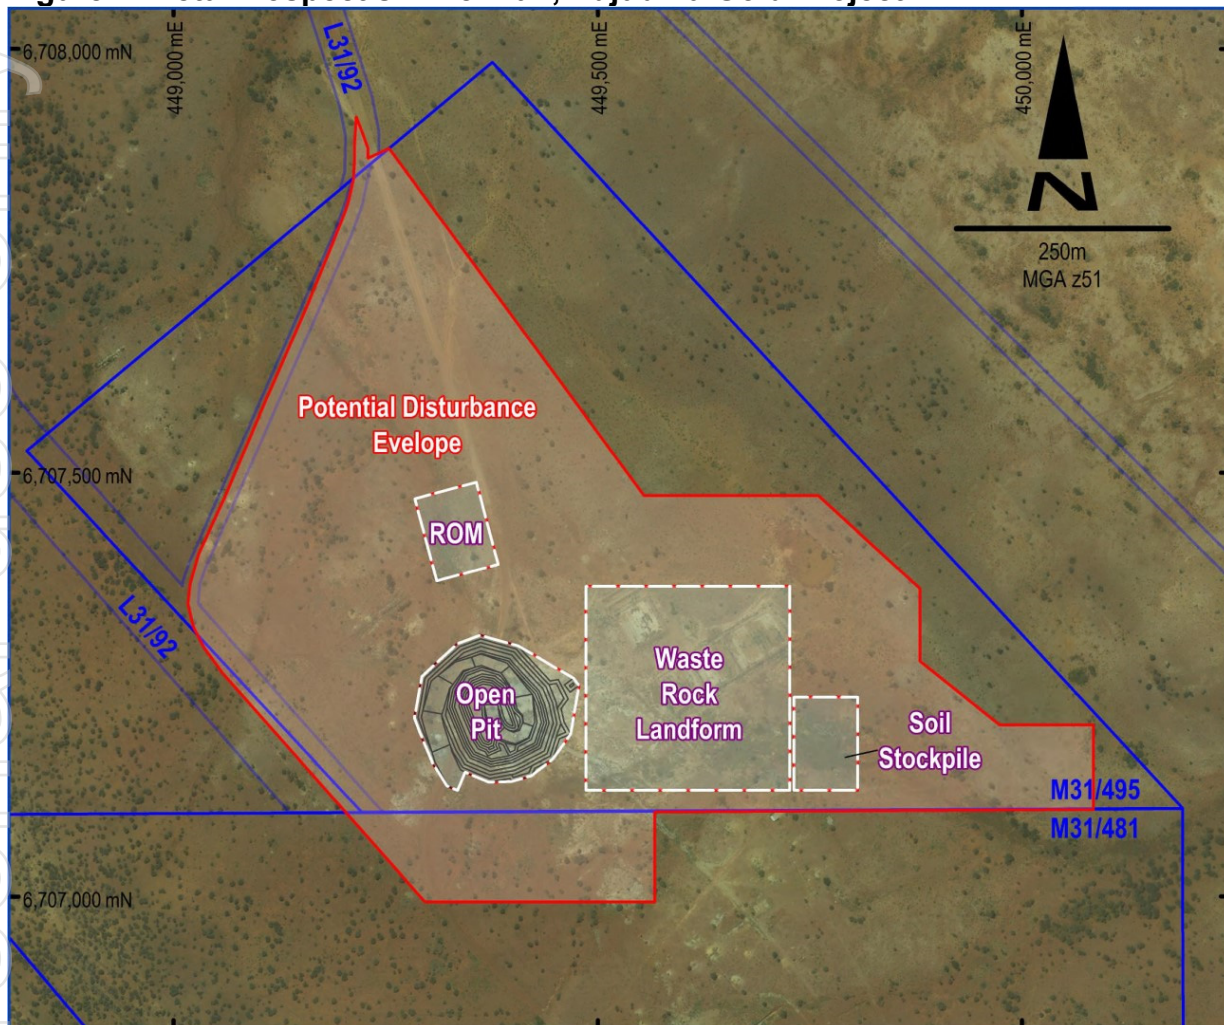 6,708,000 mN
449,000 mE
L31/92
449,500 mE
450,000 mE
N
250m
MGA z51
Potential Disturbance
Evelope
6,707,500 mN
ROM
L31/92
Open
Pit
Waste
Rock
Landform
Soil
Stockpile
M31/495
M31/481
6,707,000 mN